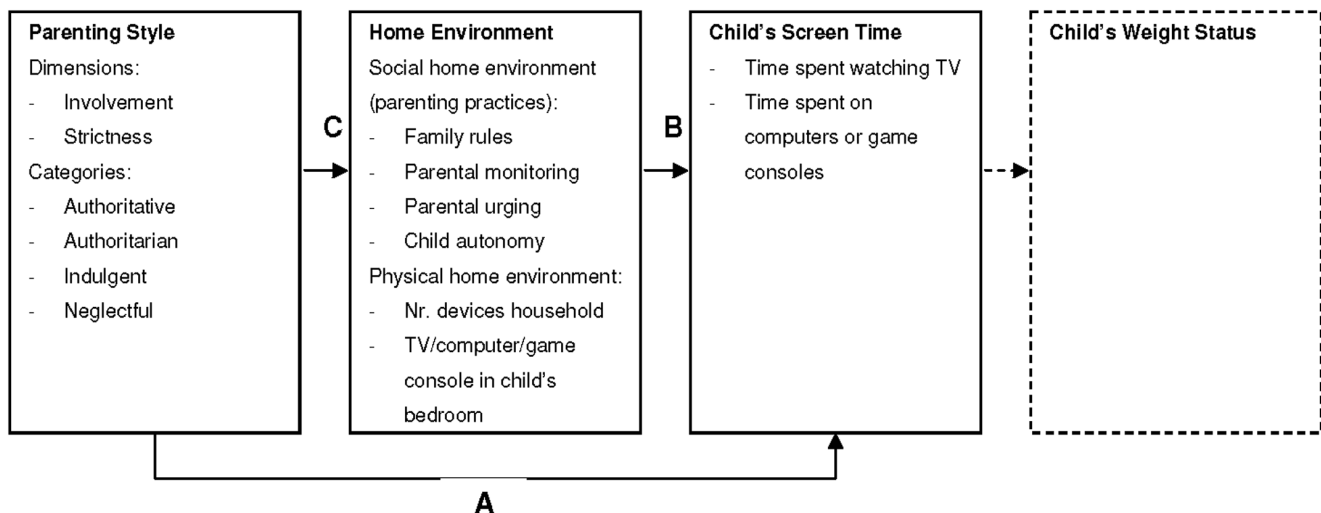 Parenting Style
Dimensions:
- Involvement
- Strictness
Categories:
- Authoritative
- Authoritarian
- Indulgent
- Neglectful
C
Home Environment
Social home environment
(parenting practices):
- Family rules
- Parental monitoring
- Parental urging
- Child autonomy
Physical home environment:
- Nr. devices household
- TV/computer/game
console in child's
bedroom
B
Child's Screen Time
- Time spent watching TV
- Time spent on
computers or game
consoles
Child's Weight Status
A